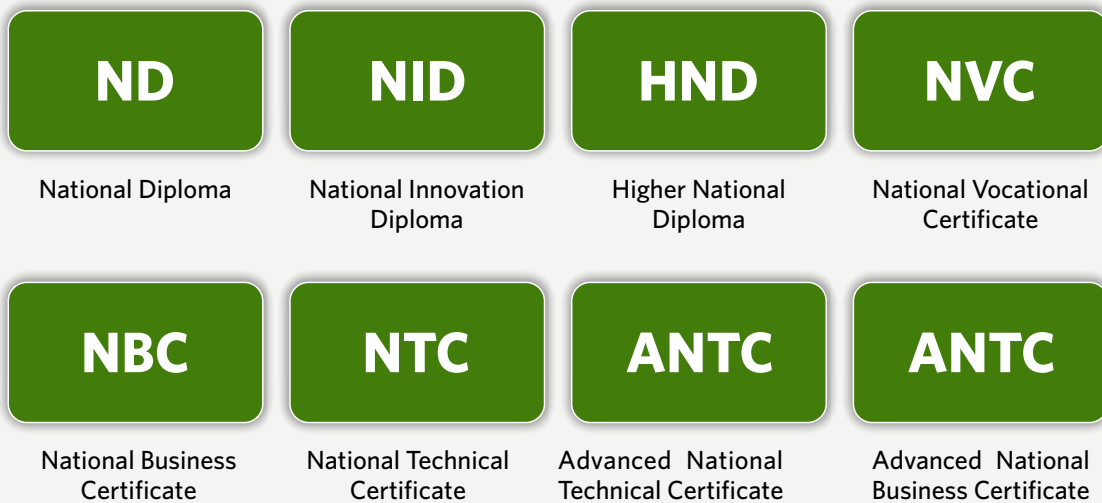 ND
NID
HND
NVC
National Diploma
National Innovation
Diploma
Higher National
Diploma
National Vocational
Certificate
NBC
NTC
ANTC
ANTC
National Business
Certificate
National Technical
Certificate
Advanced National
Technical Certificate
Advanced National
Business Certificate